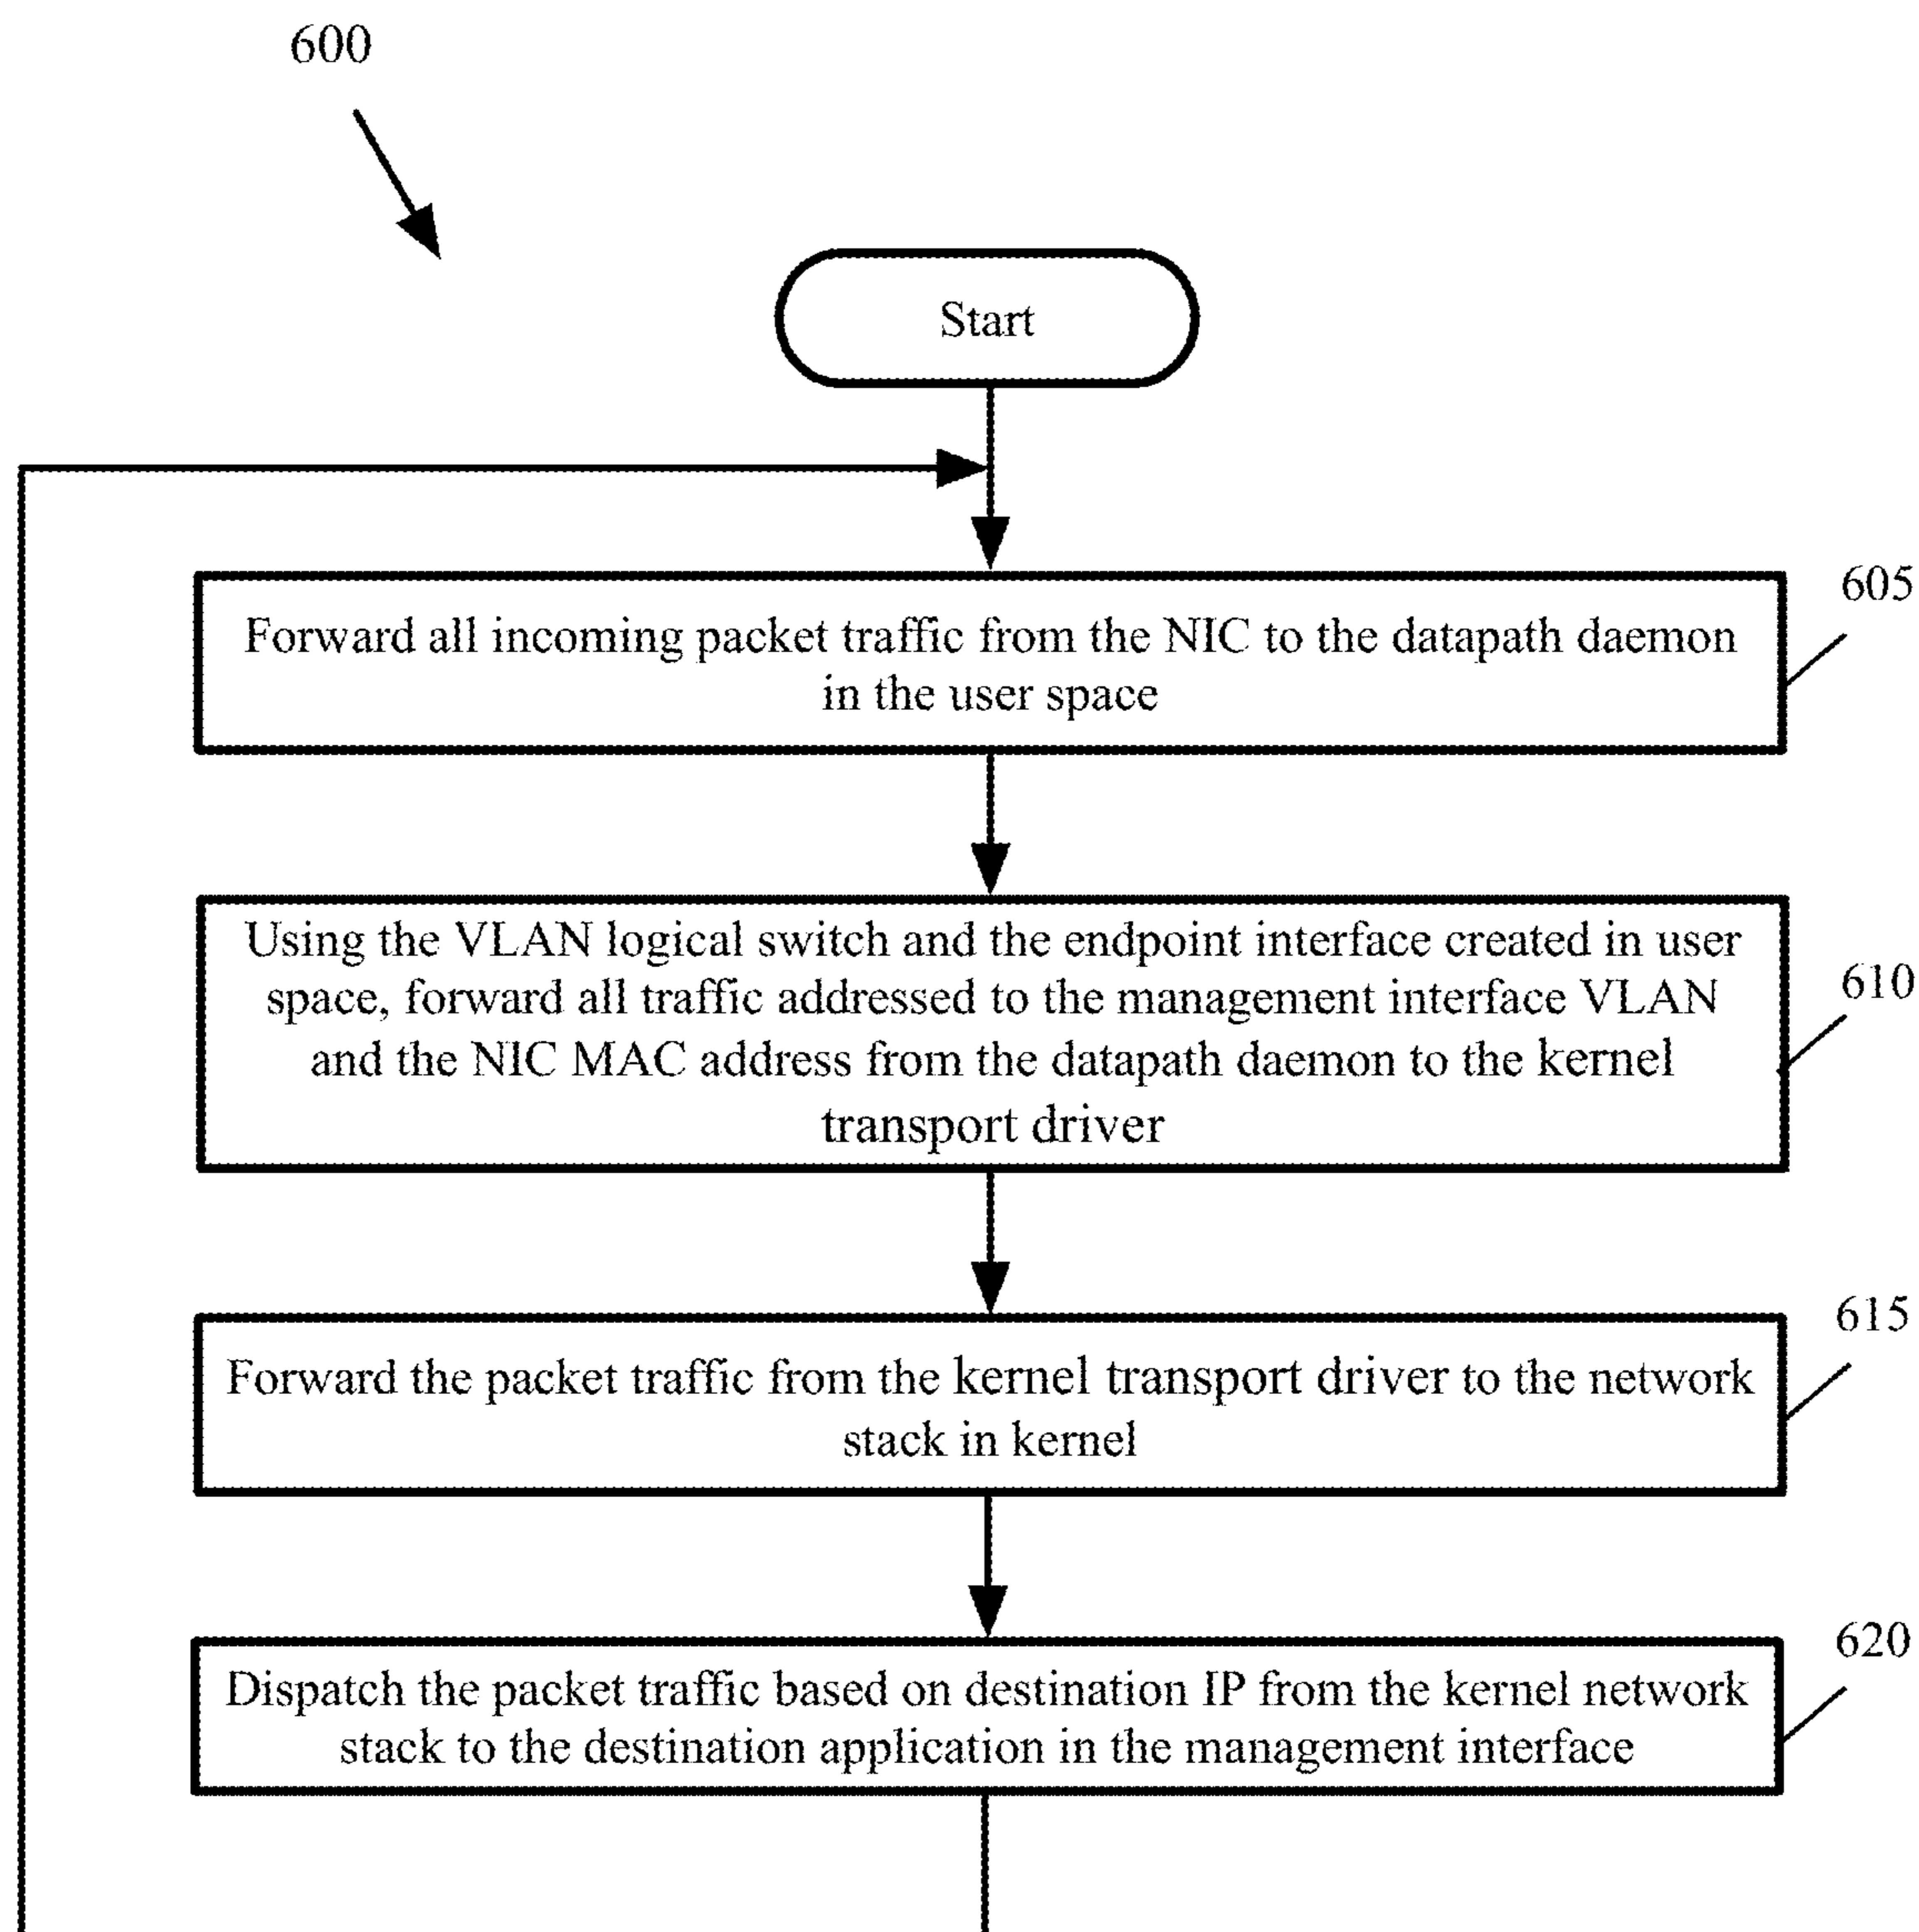 600
Start
605
Forward all incoming packet traffic from the NIC to the datapath daemon
in the user space
Using the VLAN logical switch and the endpoint interface created in user
space, forward all traffic addressed to the management interface VLAN
610
and the NIC MAC address from the datapath daemon to the kernel
transport driver
615
Forward the packet traffic from the kernel transport driver to the network
stack in kernel
620
Dispatch the packet traffic based on destination IP from the kernel network
stack to the destination application in the management interface